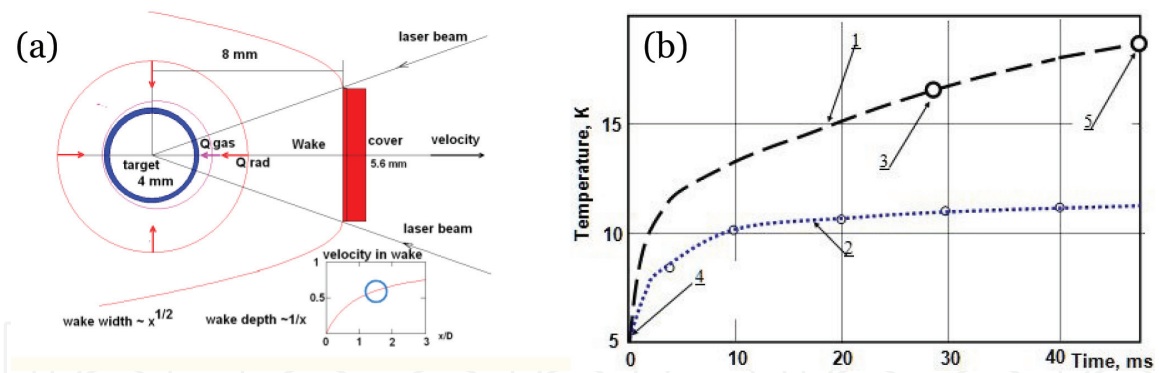 (a)
laser beam
8 mm
Q gas
Wake
cover
velocity
target
Q rad
5.6 mm
4 mm
laser beam
velocity in wake
1
0.5
0 1 2 3 x/D
wake width ~ x^1/2
wake depth ~1/x
(b)
Temperature, K
15
10
5
1
3
5
2
4
0 10 20 30 40 Time, ms